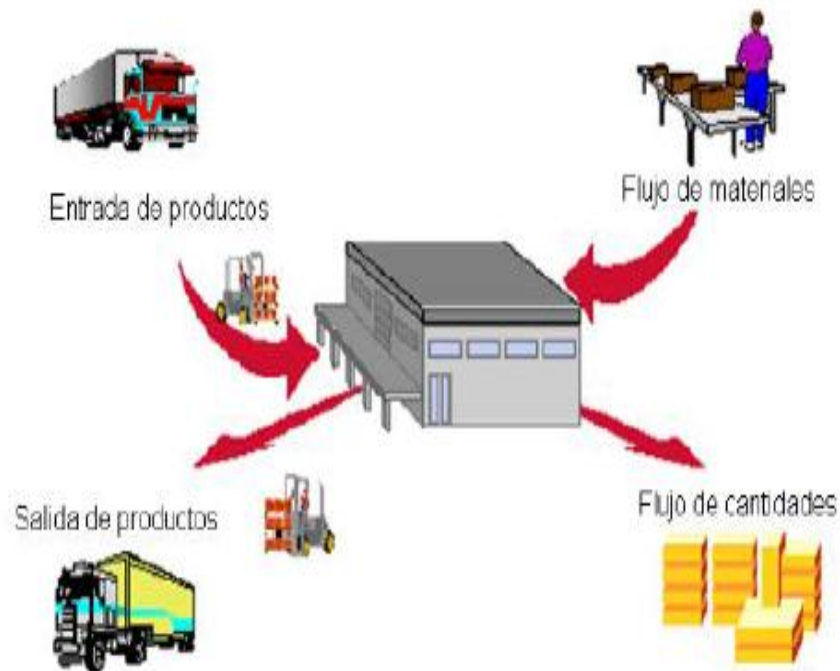 Entrada de productos
Flujo de materiales
Salida de productos
Flujo de cantidades